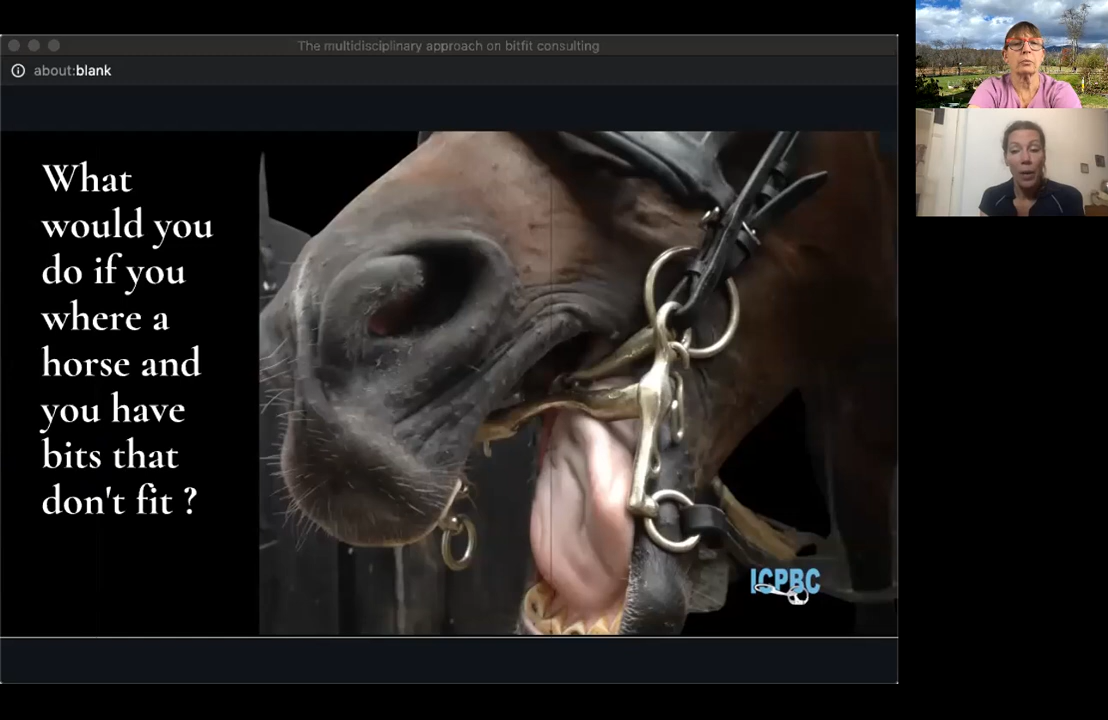 The multidisciplinary approach on bitfit consulting
about:blank
What
would you
do if you
where a
horse and
you have
bits that
don't fit ?
ICPBC